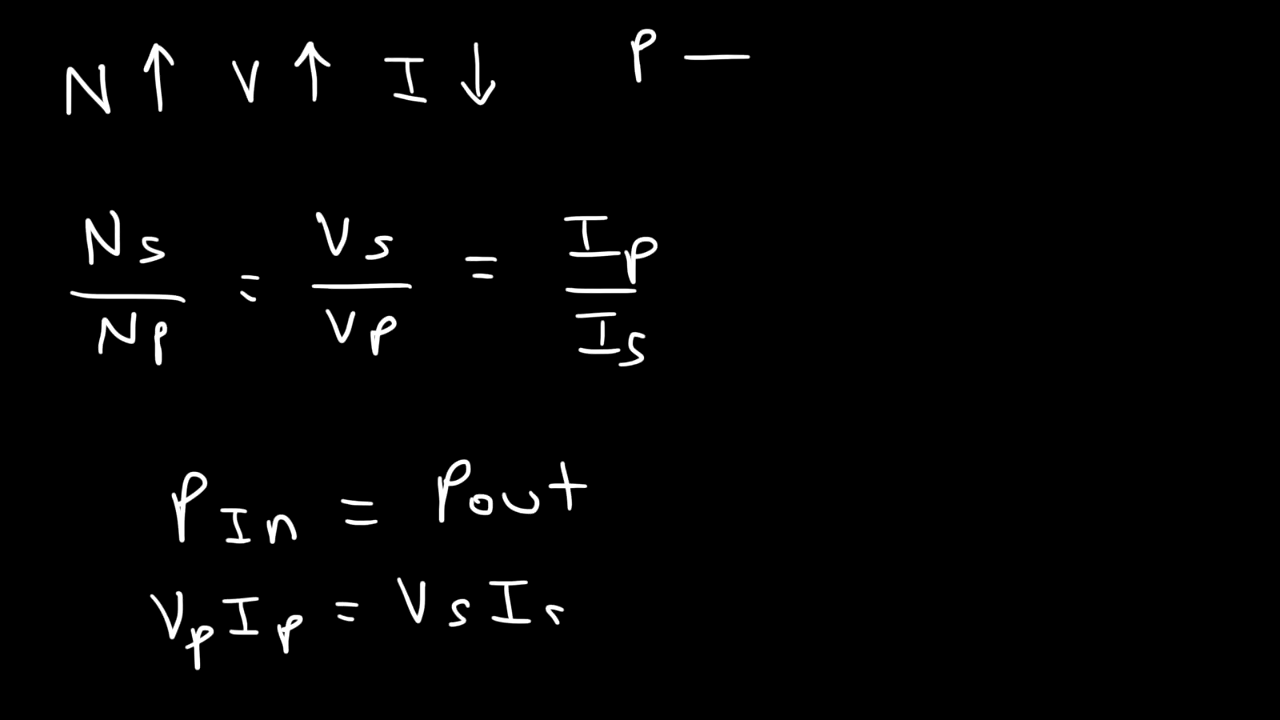 N ↑ V ↑ I ↓ P —
Ns/Np = Vs/Vp = Ip/Is
PIn = Pout
VpIp = VsIs